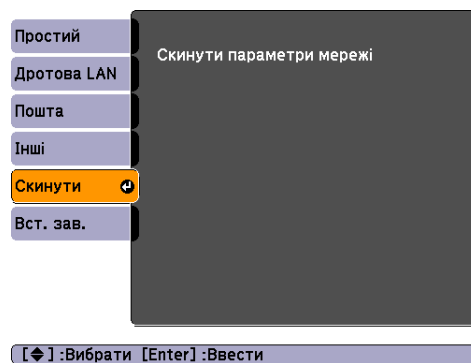 Простий
Дротова LAN
Пошта
Інші
Скинути
Вст. зав.
Скинути параметри мережі
[◆] :Вибрати [Enter] :Ввести